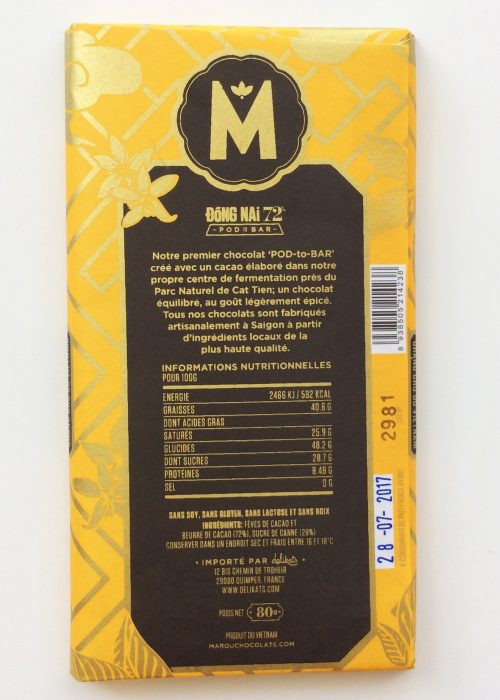 M
ĐỒNG NAI 72%
POD TO BAR
Notre premier chocolat 'POD-to-BAR'
créé avec un cacao élaboré dans notre
propre centre de fermentation près du
Parc Naturel de Cat Tien; un chocolat
équilibré, au goût légèrement épicé.
Tous nos chocolats sont fabriqués
artisanalement à Saigon à partir
d'ingrédients locaux de la
plus haute qualité.
INFORMATIONS NUTRITIONNELLES
POUR 100G
ENERGIE 2466 KJ / 582 KCAL
GRAISSES 40.6 G
DONT ACIDES GRAS
SATURÉS 25.9 G
GLUCIDES 48.2 G
DONT SUCRES 28.7 G
PROTÉINES 8.48 G
SEL 0 G
SANS SOY, SANS GLUTEN, SANS LACTOSE ET SANS NOIX
INGRÉDIENTS: FÈVES DE CACAO ET
BEURRE DE CACAO (72%), SUCRE DE CANNE (28%)
CONSERVER DANS UN ENDROIT SEC ET FRAIS ENTRE 16 ET 18°C
• IMPORTÉ PAR delikats •
12 BIS CHEMIN DE TROHEIR
29000 QUIMPER, FRANCE
WWW.DELIKATS.COM
POIDS NET 80G
PRODUIT DU VIETNAM
MAROUCHOCOLATE.COM
8 938505 214238
2981
28-07-2017